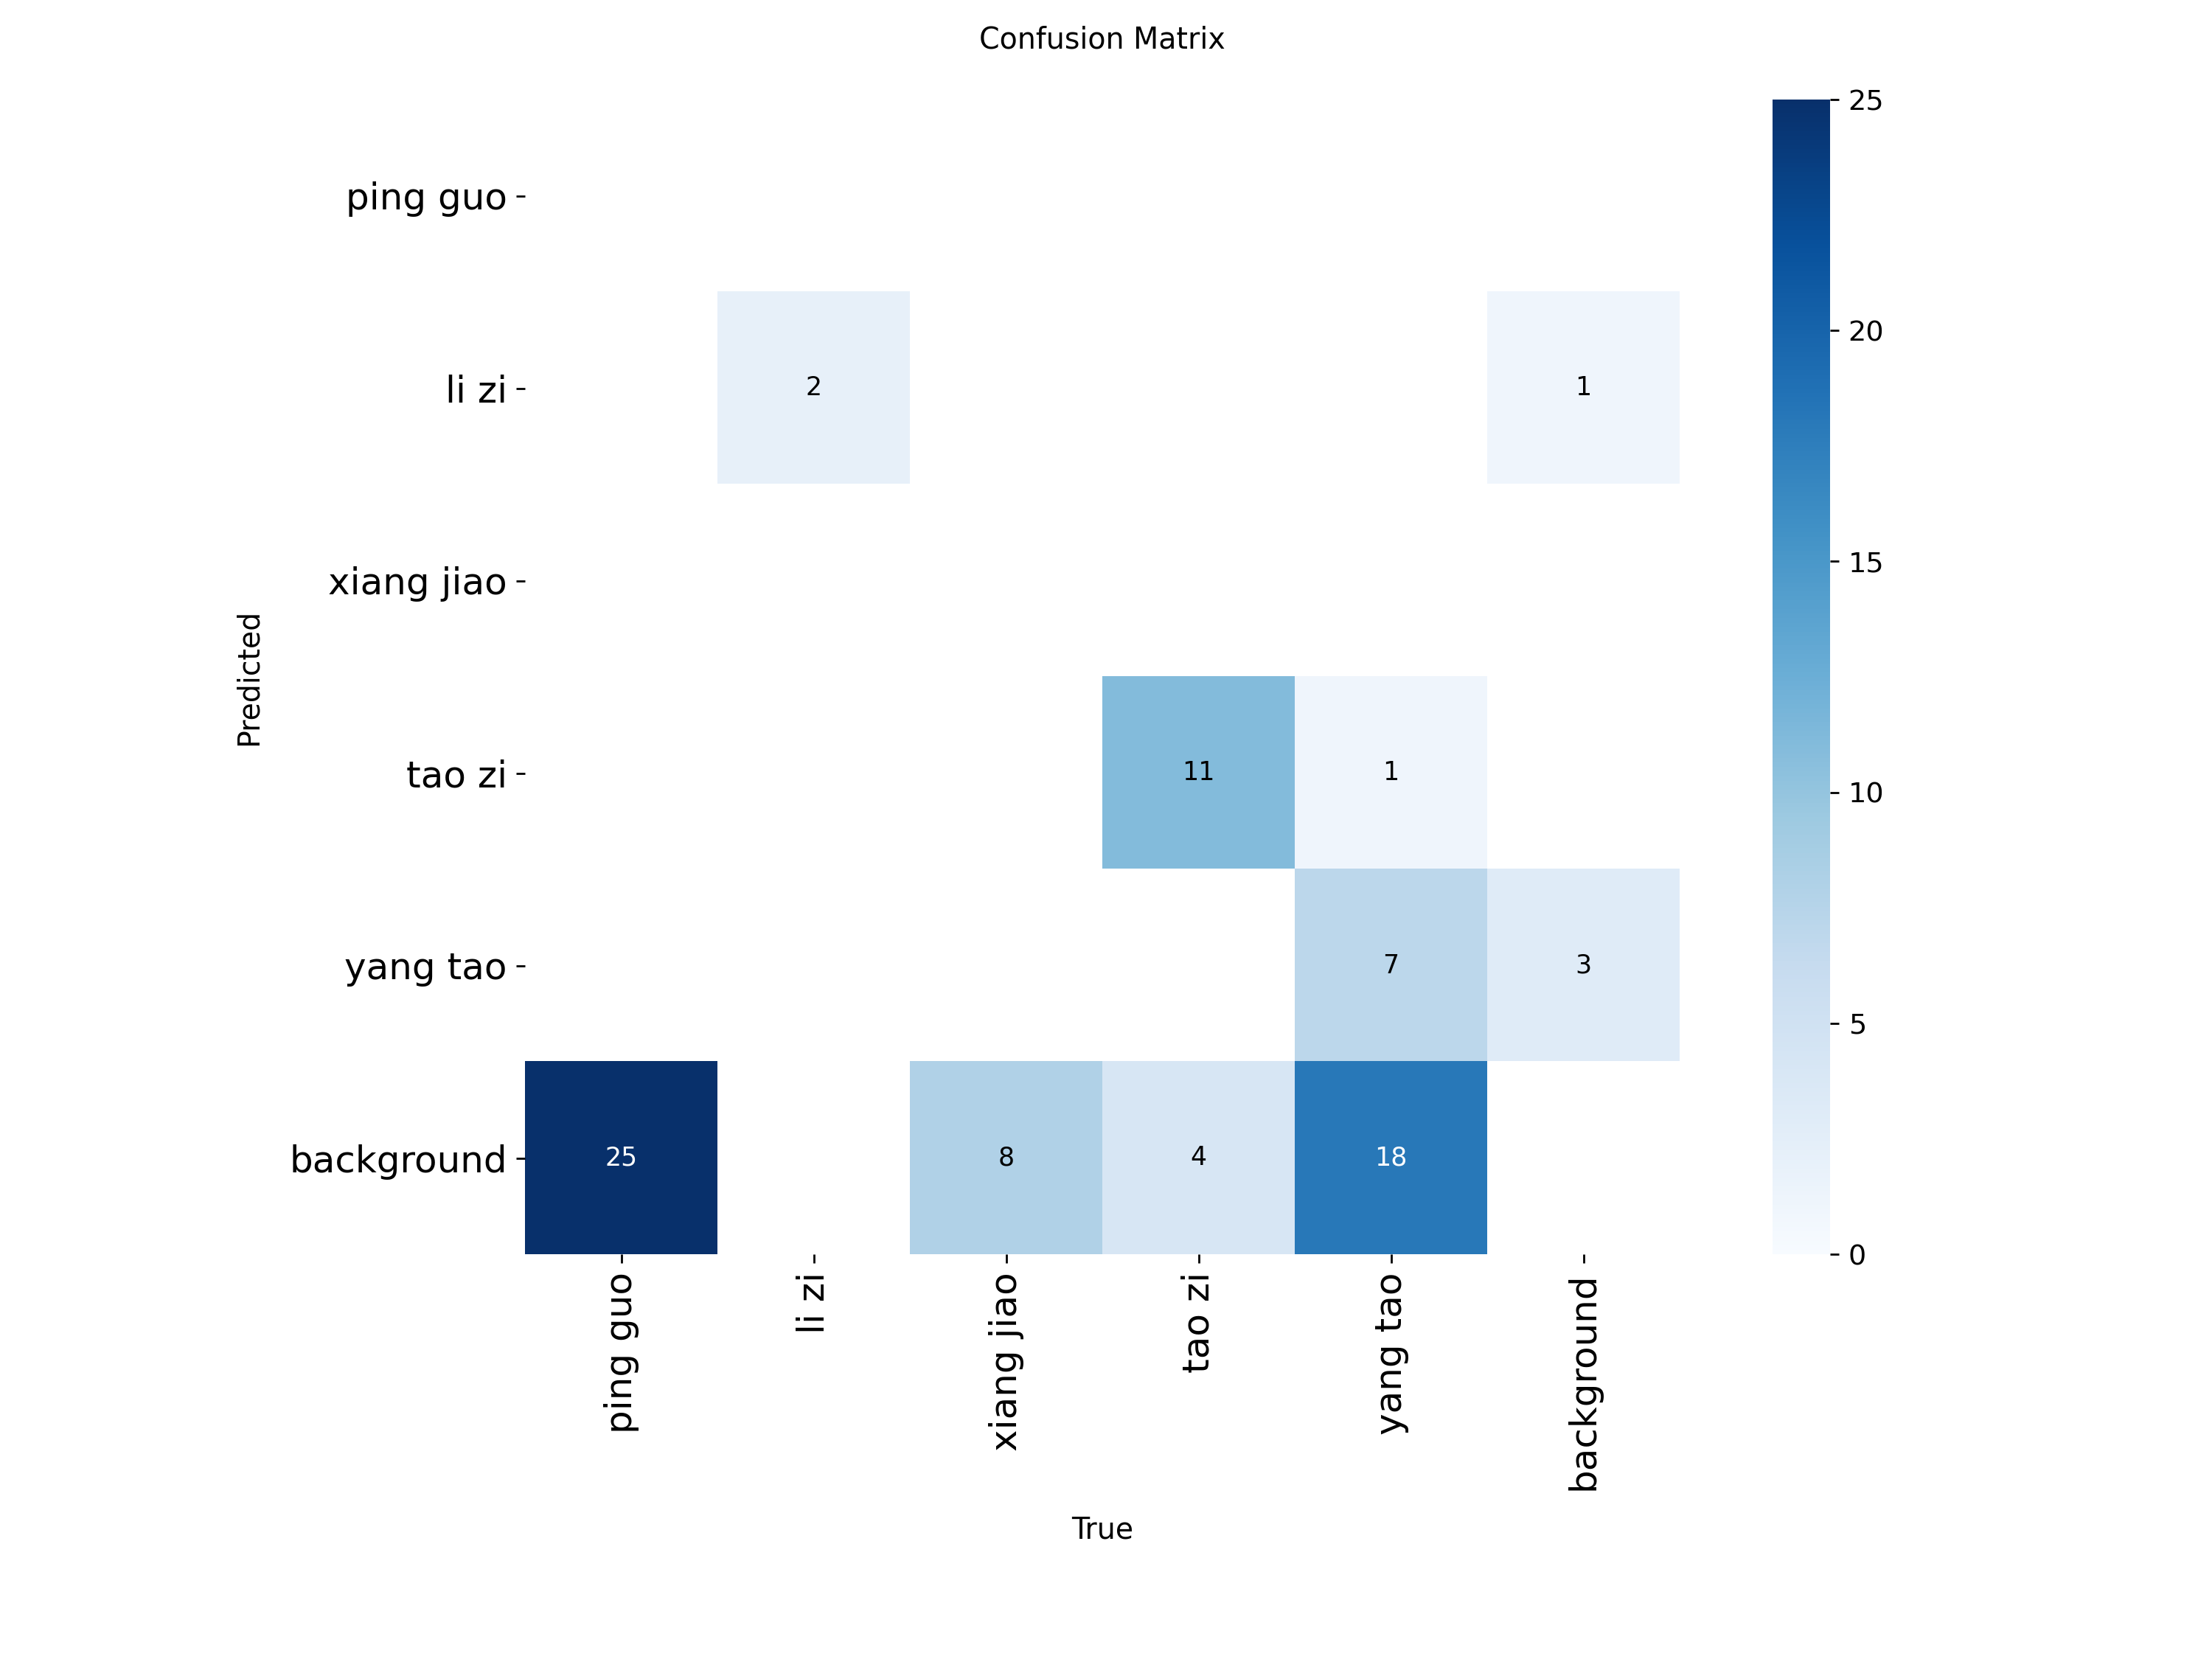 Confusion Matrix
ping guo
li zi
xiang jiao
tao zi
yang tao
background
Predicted
2
1
11
1
7
3
25
8
4
18
ping guo
li zi
xiang jiao
tao zi
yang tao
background
True
25
20
15
10
5
0